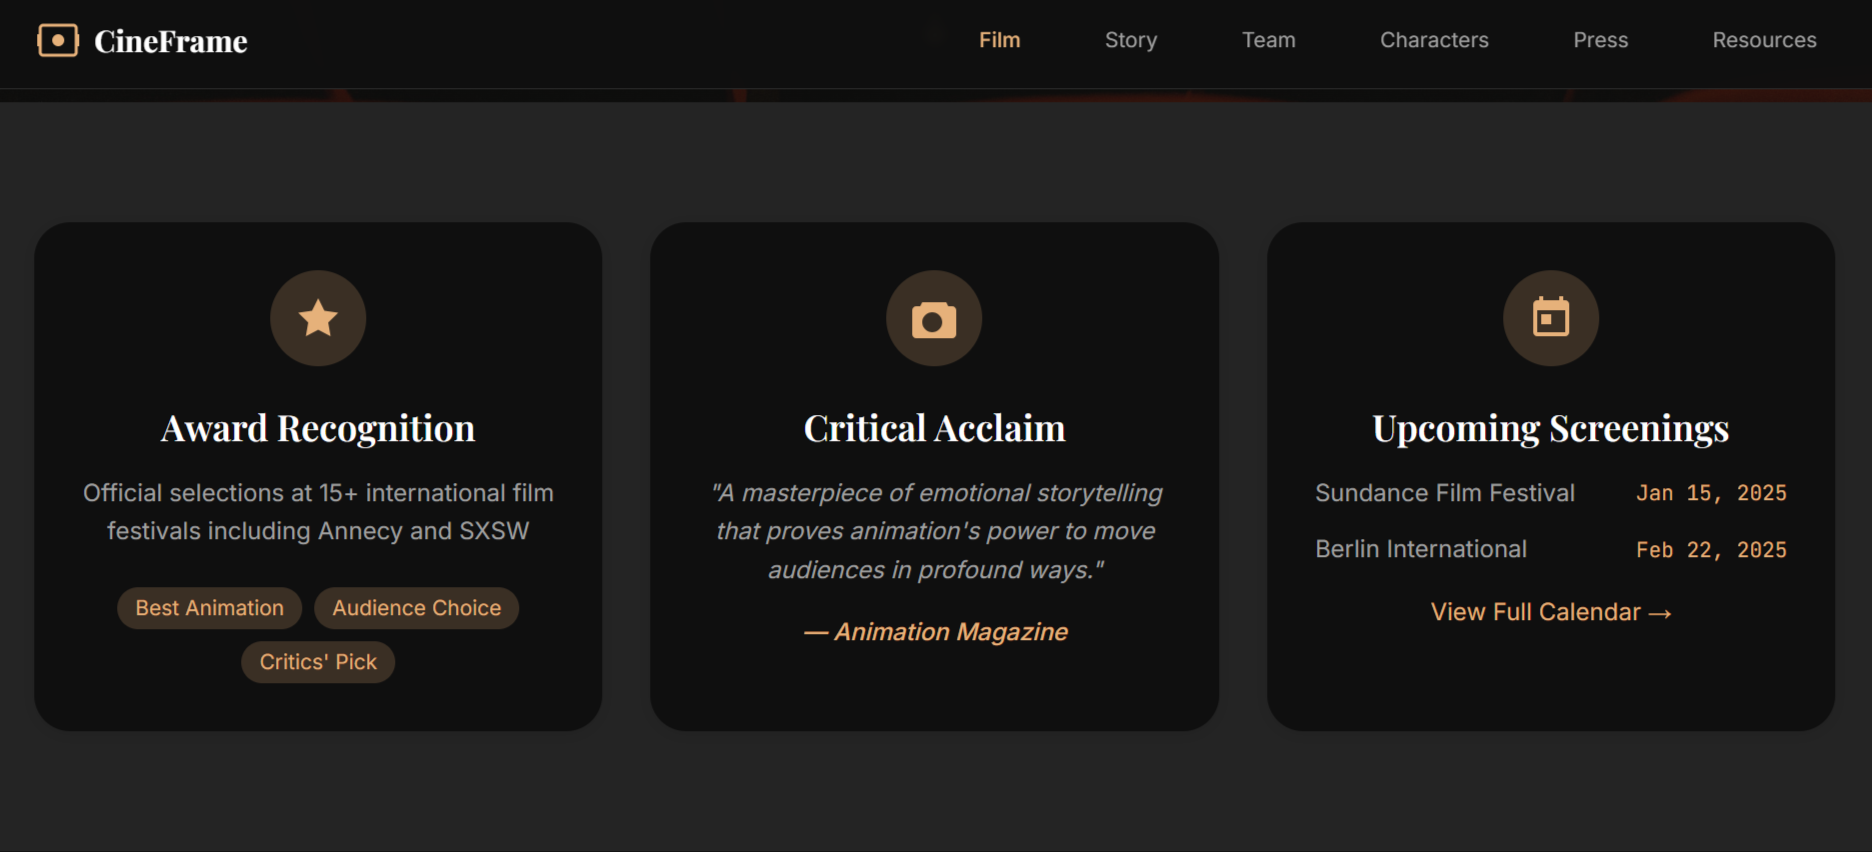 CineFrame
Film
Story
Team
Characters
Press
Resources
Award Recognition
Official selections at 15+ international film
festivals including Annecy and SXSW
Best Animation
Audience Choice
Critics' Pick
Critical Acclaim
"A masterpiece of emotional storytelling
that proves animation's power to move
audiences in profound ways."
— Animation Magazine
Upcoming Screenings
Sundance Film Festival Jan 15, 2025
Berlin International Feb 22, 2025
View Full Calendar →